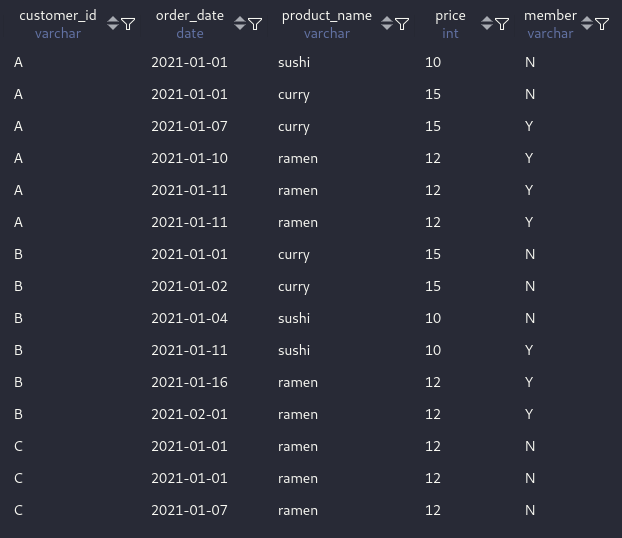 customer_id order_date product_name price member
varchar date varchar int varchar
A 2021-01-01 sushi 10 N
A 2021-01-01 curry 15 N
A 2021-01-07 curry 15 Y
A 2021-01-10 ramen 12 Y
A 2021-01-11 ramen 12 Y
A 2021-01-11 ramen 12 Y
B 2021-01-01 curry 15 N
B 2021-01-02 curry 15 N
B 2021-01-04 sushi 10 N
B 2021-01-11 sushi 10 Y
B 2021-01-16 ramen 12 Y
B 2021-02-01 ramen 12 Y
C 2021-01-01 ramen 12 N
C 2021-01-01 ramen 12 N
C 2021-01-07 ramen 12 N